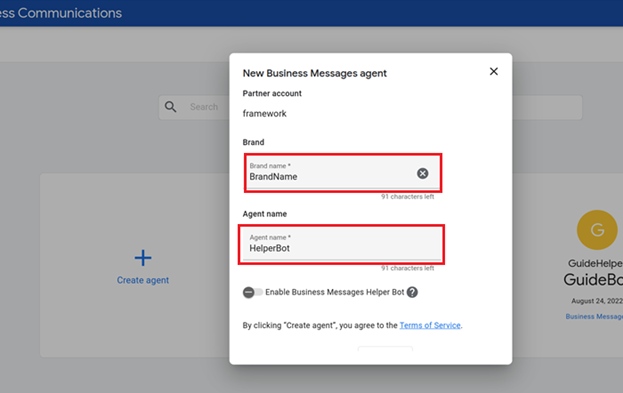 ess Communications
Search
Create agent
New Business Messages agent
Partner account
framework
Brand
Brand name *
BrandName
91 characters left
Agent name
Agent name *
HelperBot
91 characters left
Enable Business Messages Helper Bot ?
By clicking "Create agent", you agree to the Terms of Service.
G
GuideHelpe
GuideBo
August 24, 2022
Business Message